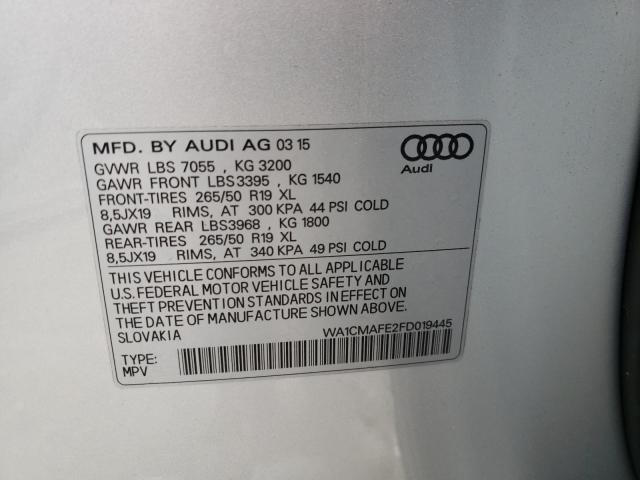 MFD. BY AUDI AG 03 15
Audi
GVWR LBS 7055 , KG 3200
GAWR FRONT LBS3395 , KG 1540
FRONT-TIRES 265/50 R19 XL
8,5JX19 RIMS, AT 300 KPA 44 PSI COLD
GAWR REAR LBS3968 , KG 1800
REAR-TIRES 265/50 R19 XL
8,5JX19 RIMS, AT 340 KPA 49 PSI COLD
THIS VEHICLE CONFORMS TO ALL APPLICABLE
U.S. FEDERAL MOTOR VEHICLE SAFETY AND
THEFT PREVENTION STANDARDS IN EFFECT ON
THE DATE OF MANUFACTURE SHOWN ABOVE.
SLOVAKIA WA1CMAFE2FD019445
TYPE:
MPV